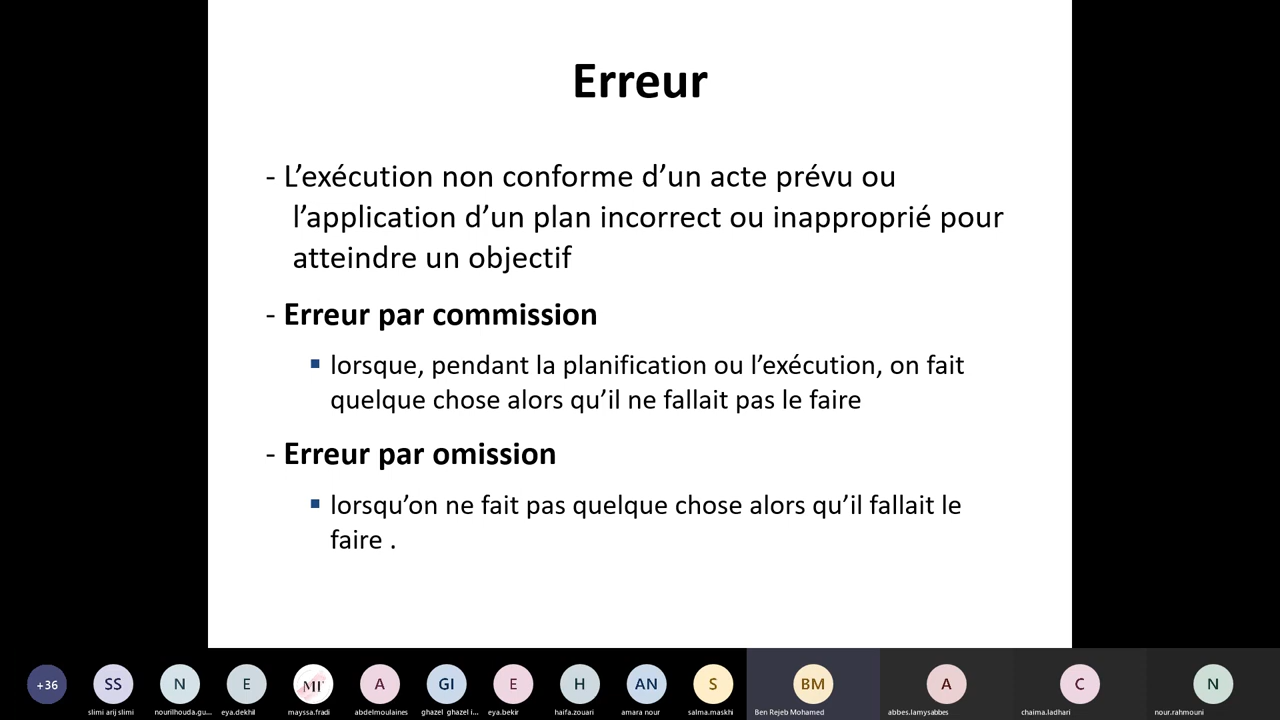 Erreur
- L’exécution non conforme d’un acte prévu ou
l’application d’un plan incorrect ou inapproprié pour
atteindre un objectif
- Erreur par commission
▪ lorsque, pendant la planification ou l’exécution, on fait
quelque chose alors qu’il ne fallait pas le faire
- Erreur par omission
▪ lorsqu’on ne fait pas quelque chose alors qu’il fallait le
faire .
+36 SS N E MF A GI E H AN S BM A C N
slimi arij slimi nourilhouda.gu... eya.dekhil mayssa.fradi abdelmoulaines ghazel ghazel i... eya.bekir haifa.zouari amara nour salma.maskhi Ben Rejeb Mohamed abbes.lamysabbes chaima.ladhari nour.rahmouni